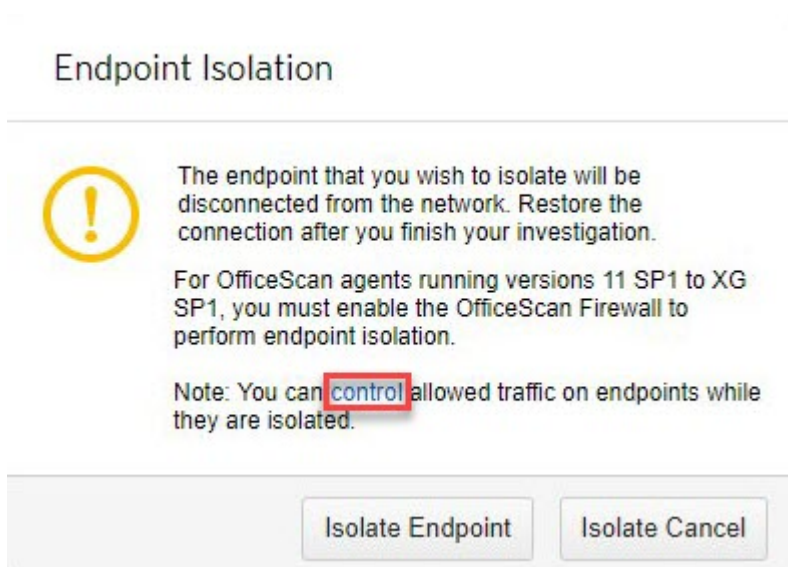 Endpoint Isolation
The endpoint that you wish to isolate will be
disconnected from the network. Restore the
connection after you finish your investigation.
For OfficeScan agents running versions 11 SP1 to XG
SP1, you must enable the OfficeScan Firewall to
perform endpoint isolation.
Note: You can control allowed traffic on endpoints while
they are isolated.
Isolate Endpoint
Isolate Cancel